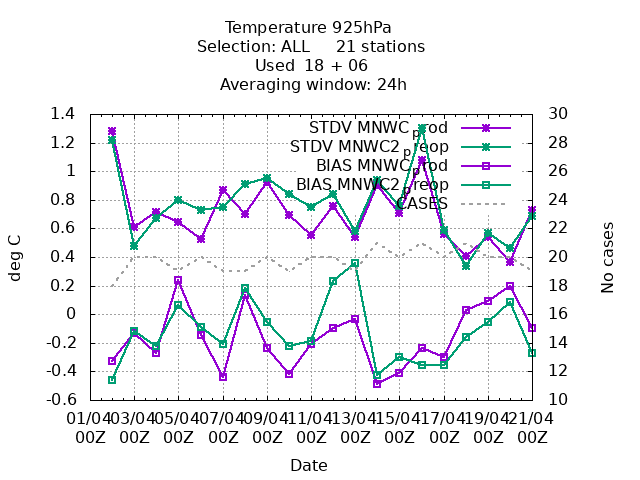 Temperature 925hPa
Selection: ALL     21 stations
Used  18 + 06
Averaging window: 24h
STDV MNWC_prod
STDV MNWC2_preop
BIAS MNWC_prod
BIAS MNWC2_preop
CASES
deg C
No cases
1.4
1.2
1
0.8
0.6
0.4
0.2
0
-0.2
-0.4
-0.6
30
28
26
24
22
20
18
16
14
12
10
01/04 03/04 05/04 07/04 09/04 11/04 13/04 15/04 17/04 19/04 21/04
00Z 00Z 00Z 00Z 00Z 00Z 00Z 00Z 00Z 00Z 00Z
Date